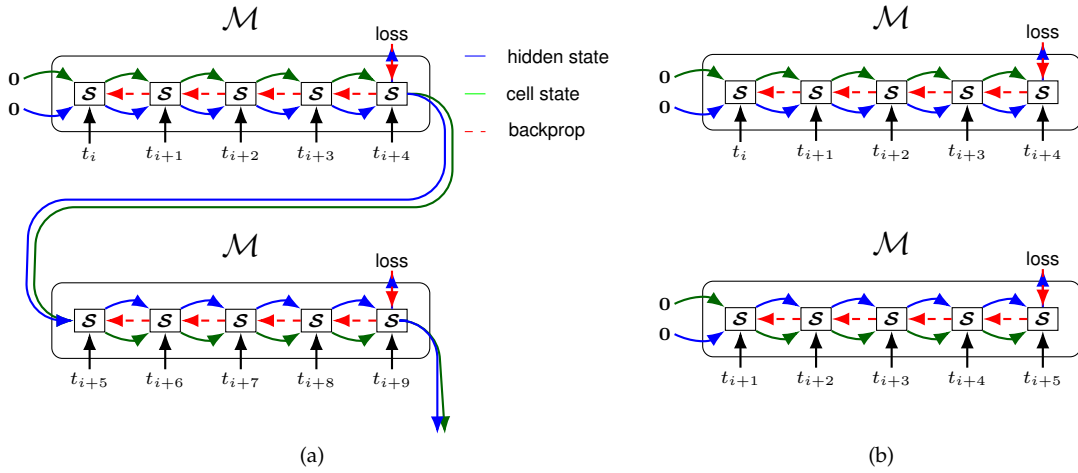 ℳ
loss
0
0
𝒮 𝒮 𝒮 𝒮 𝒮
t_i t_{i+1} t_{i+2} t_{i+3} t_{i+4}
hidden state
cell state
backprop
ℳ
loss
𝒮 𝒮 𝒮 𝒮 𝒮
t_{i+5} t_{i+6} t_{i+7} t_{i+8} t_{i+9}
(a)
ℳ
loss
0
0
𝒮 𝒮 𝒮 𝒮 𝒮
t_i t_{i+1} t_{i+2} t_{i+3} t_{i+4}
ℳ
loss
0
0
𝒮 𝒮 𝒮 𝒮 𝒮
t_{i+1} t_{i+2} t_{i+3} t_{i+4} t_{i+5}
(b)